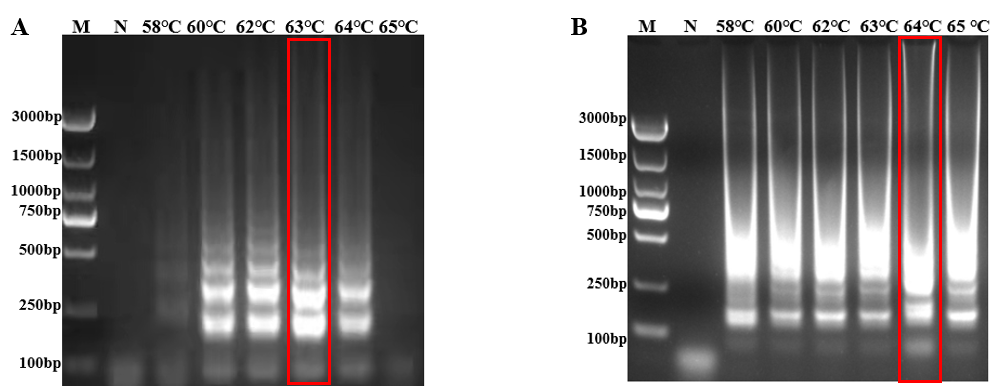 A
M N 58℃ 60℃ 62℃ 63℃ 64℃ 65℃
3000bp
1500bp
1000bp
750bp
500bp
250bp
100bp
B
M N 58℃ 60℃ 62℃ 63℃ 64℃ 65 ℃
3000bp
1500bp
1000bp
750bp
500bp
250bp
100bp